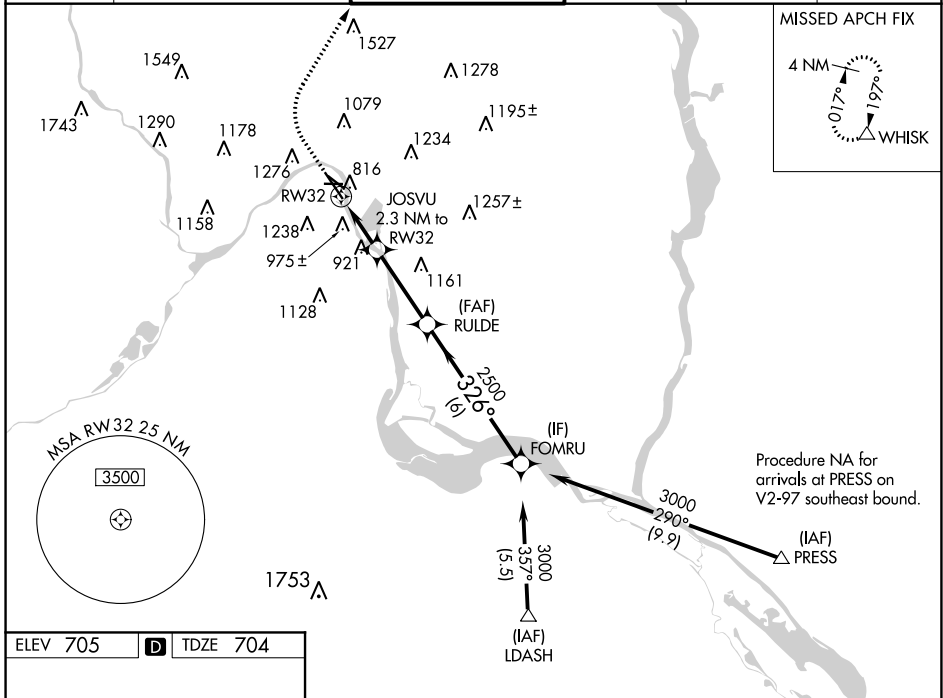 MISSED APCH FIX
4 NM
017°
197°
WHISK
1527
1549
1278
1743
1079
1195±
1290
1178
1234
1276
816
RW32
JOSVU
2.3 NM to
RW32
1257±
1158
1238
975±
921
1161
1128
(FAF)
RULDE
2500
326°
(6)
(IF)
FOMRU
MSA RW32 25 NM
3500
Procedure NA for
arrivals at PRESS on
V2-97 southeast bound.
3000
290°
(9.9)
(IAF)
PRESS
3000
357°
(5.5)
1753
(IAF)
LDASH
ELEV 705 D TDZE 704